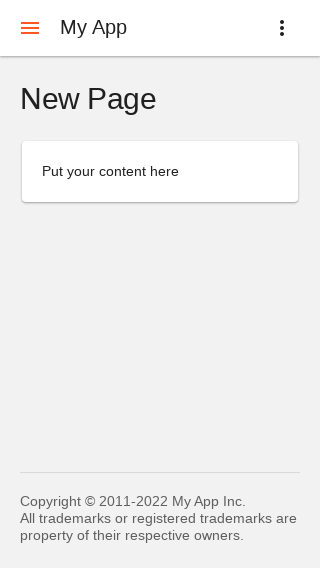 My App
New Page
Put your content here
Copyright © 2011-2022 My App Inc.
All trademarks or registered trademarks are
property of their respective owners.